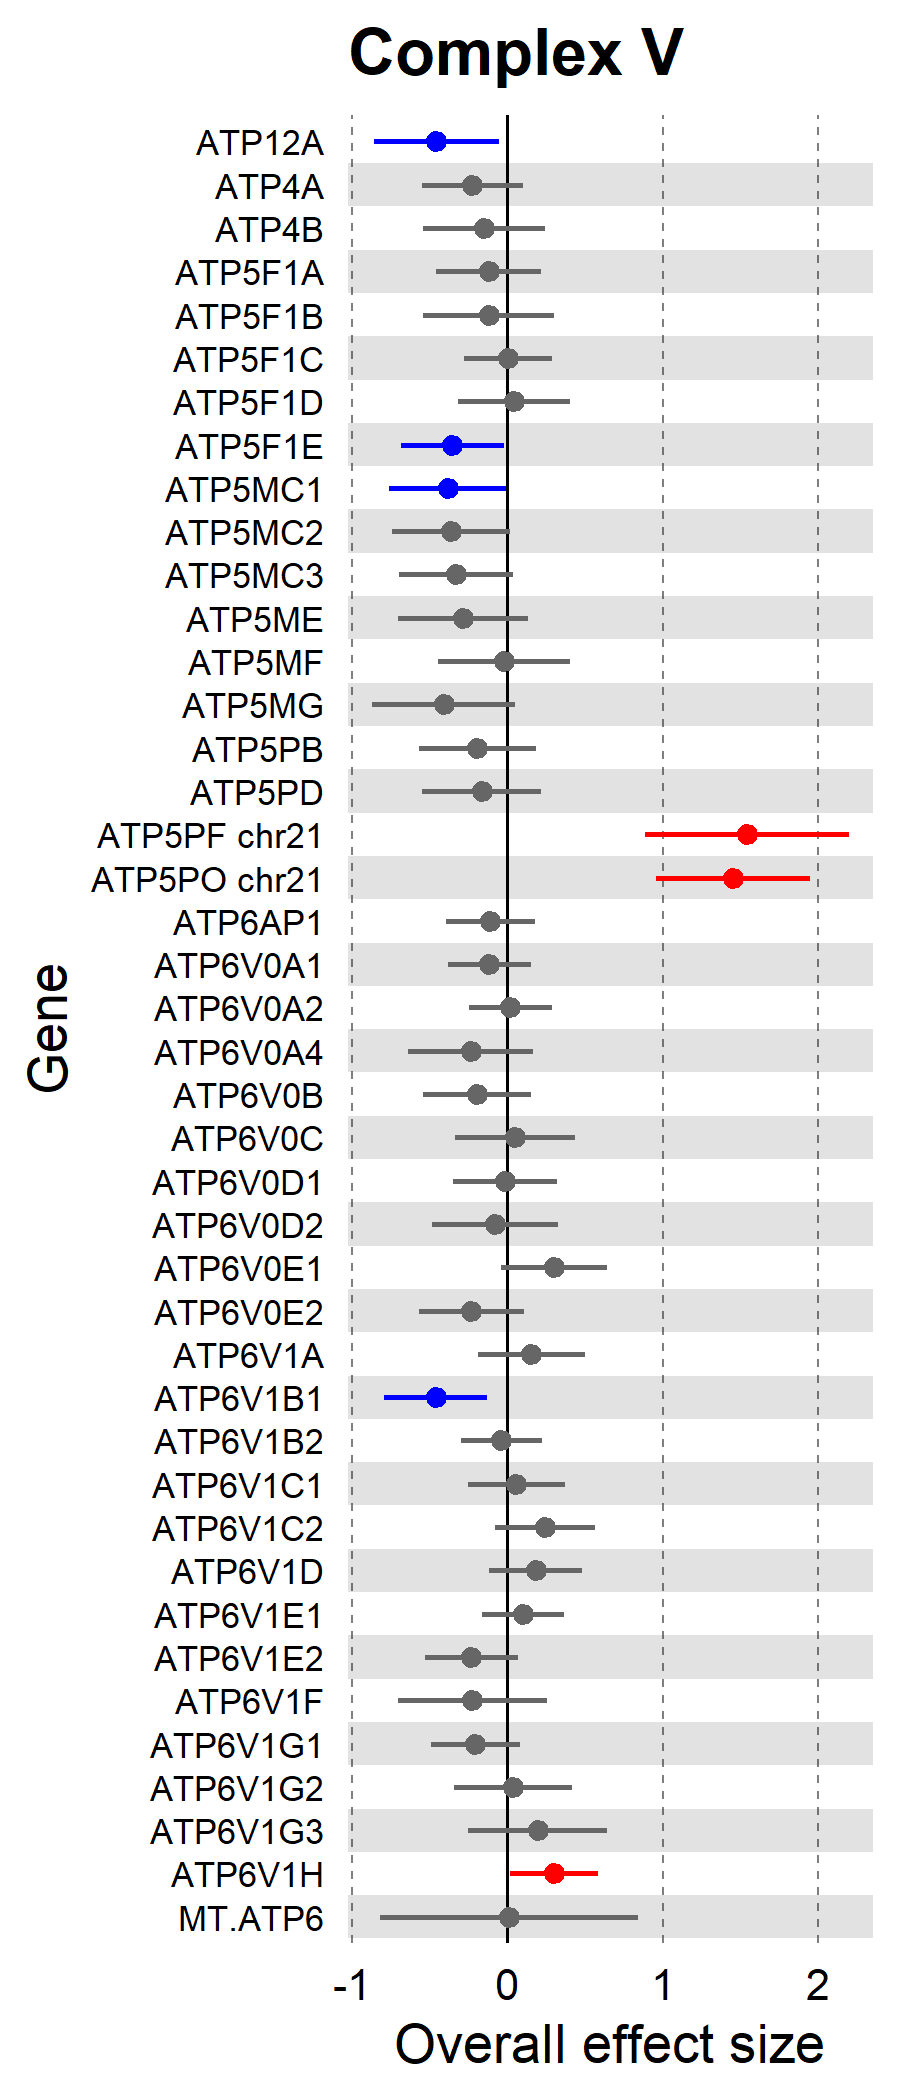 Complex V
ATP12A
ATP4A
ATP4B
ATP5F1A
ATP5F1B
ATP5F1C
ATP5F1D
ATP5F1E
ATP5MC1
ATP5MC2
ATP5MC3
ATP5ME
ATP5MF
ATP5MG
ATP5PB
ATP5PD
ATP5PF chr21
ATP5PO chr21
ATP6AP1
ATP6V0A1
ATP6V0A2
ATP6V0A4
ATP6V0B
ATP6V0C
ATP6V0D1
ATP6V0D2
ATP6V0E1
ATP6V0E2
ATP6V1A
ATP6V1B1
ATP6V1B2
ATP6V1C1
ATP6V1C2
ATP6V1D
ATP6V1E1
ATP6V1E2
ATP6V1F
ATP6V1G1
ATP6V1G2
ATP6V1G3
ATP6V1H
MT.ATP6
Gene
-1 0 1 2
Overall effect size